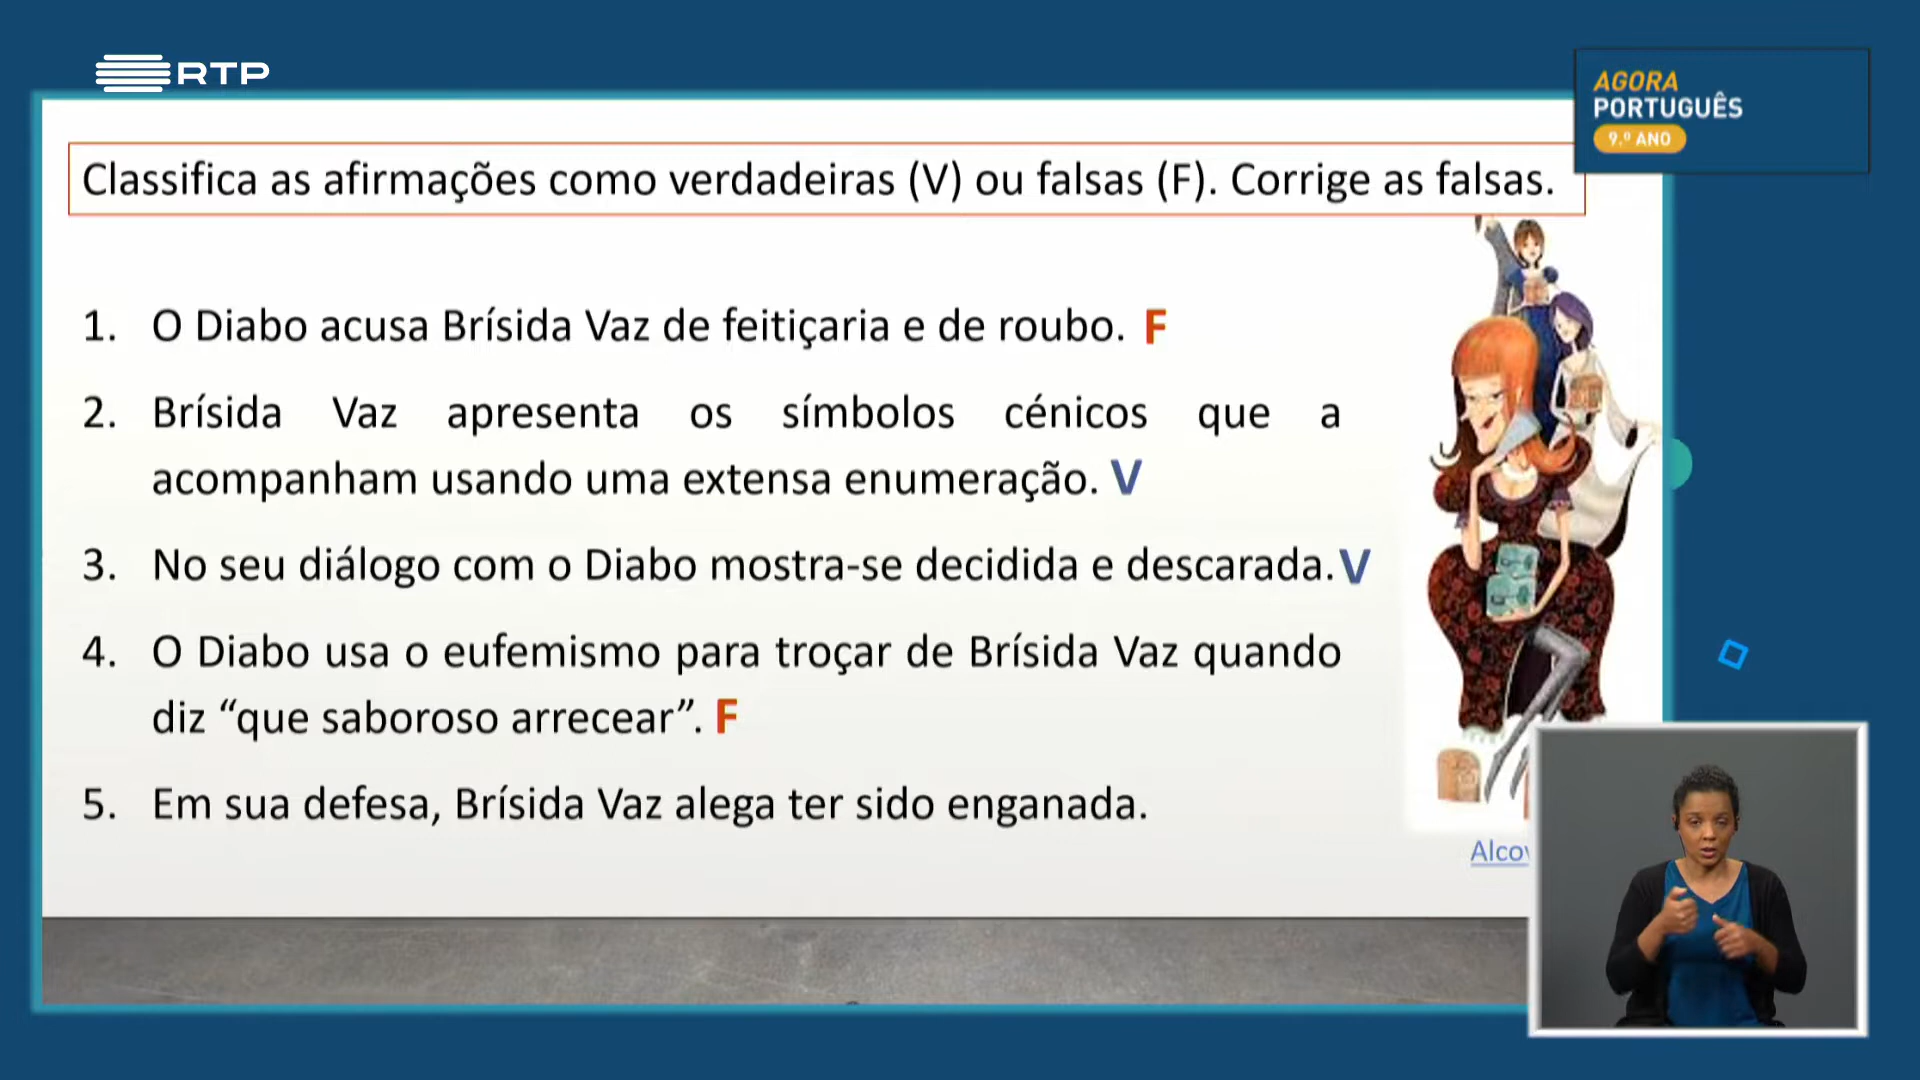 RTP
AGORA
PORTUGUÊS
9.º ANO
Classifica as afirmações como verdadeiras (V) ou falsas (F). Corrige as falsas.
1. O Diabo acusa Brísida Vaz de feitiçaria e de roubo. F
2. Brísida Vaz apresenta os símbolos cénicos que a
acompanham usando uma extensa enumeração. V
3. No seu diálogo com o Diabo mostra-se decidida e descarada. V
4. O Diabo usa o eufemismo para troçar de Brísida Vaz quando
diz “que saboroso arrecear”. F
5. Em sua defesa, Brísida Vaz alega ter sido enganada.